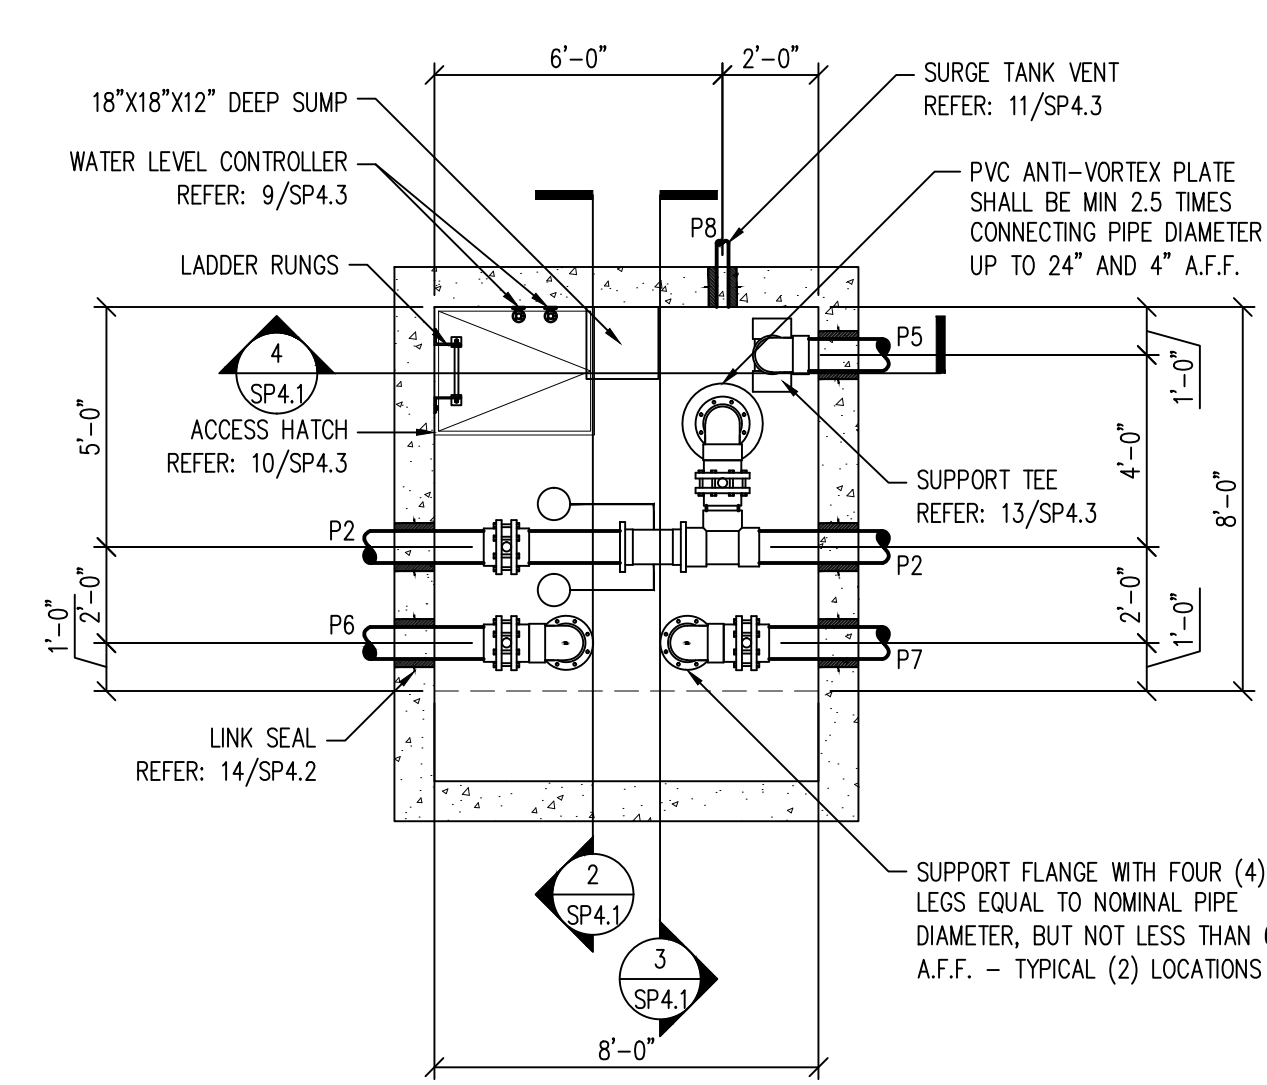 6'-0"
2'-0"
SURGE TANK VENT
REFER: 11/SP4.3
18"X18"X12" DEEP SUMP
WATER LEVEL CONTROLLER
REFER: 9/SP4.3
PVC ANTI-VORTEX PLATE
SHALL BE MIN 2.5 TIMES
CONNECTING PIPE DIAMETER
UP TO 24" AND 4" A.F.F.
P8
LADDER RUNGS
4
SP4.1
P5
1'-0"
5'-0"
ACCESS HATCH
REFER: 10/SP4.3
4'-0"
8'-0"
SUPPORT TEE
REFER: 13/SP4.3
P2
P2
1'-0"
2'-0"
P6
P7
2'-0"
1'-0"
LINK SEAL
REFER: 14/SP4.2
SUPPORT FLANGE WITH FOUR (4)
LEGS EQUAL TO NOMINAL PIPE
DIAMETER, BUT NOT LESS THAN
A.F.F. - TYPICAL (2) LOCATIONS
2
SP4.1
3
SP4.1
8'-0"